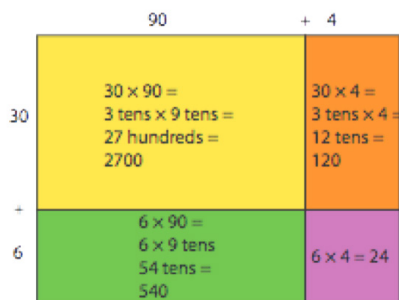 90 + 4
30
30 × 90 =
3 tens × 9 tens =
27 hundreds =
2700
30 × 4 =
3 tens × 4 =
12 tens =
120
+
6
6 × 90 =
6 × 9 tens
54 tens =
540
6 × 4 = 24